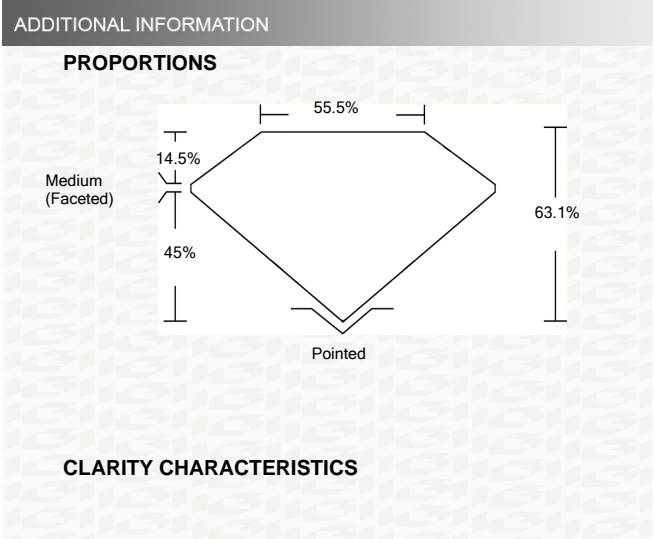 ADDITIONAL INFORMATION
PROPORTIONS
55.5%
14.5%
Medium
(Faceted)
63.1%
45%
Pointed
CLARITY CHARACTERISTICS